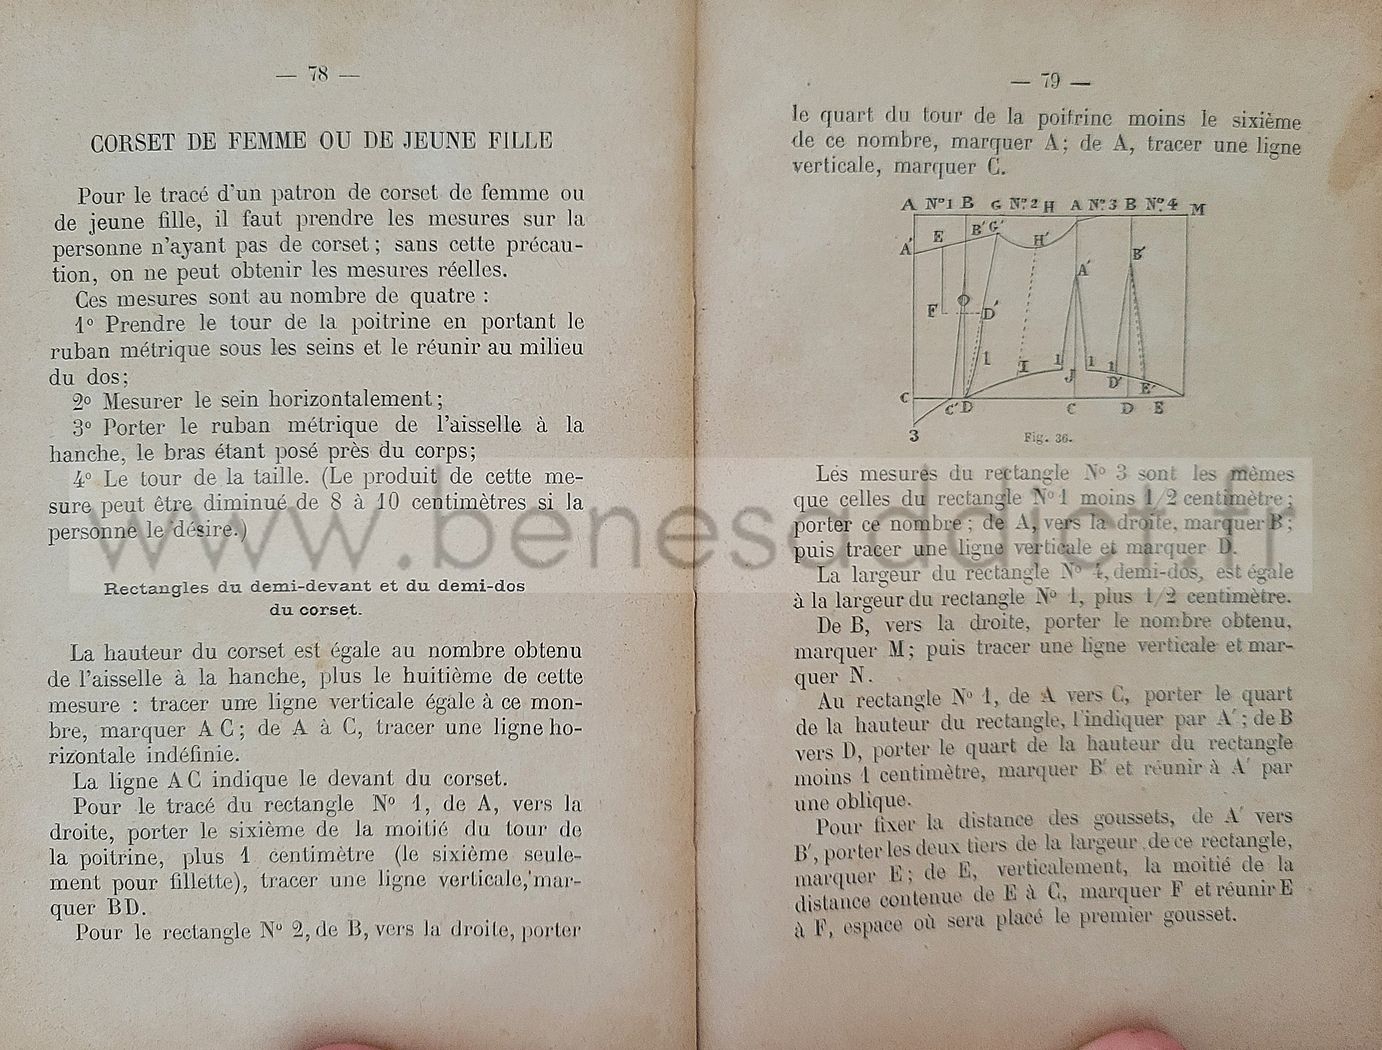 — 78 —
CORSET DE FEMME OU DE JEUNE FILLE
Pour le tracé d'un patron de corset de femme ou
de jeune fille, il faut prendre les mesures sur la
personne n'ayant pas de corset ; sans cette précau-
tion, on ne peut obtenir les mesures réelles.
Ces mesures sont au nombre de quatre :
1º Prendre le tour de la poitrine en portant le
ruban métrique sous les seins et le réunir au milieu
du dos;
2º Mesurer le sein horizontalement;
3º Porter le ruban métrique de l'aisselle à la
hanche, le bras étant posé près du corps;
4º Le tour de la taille. (Le produit de cette me-
sure peut être diminué de 8 à 10 centimètres si la
personne le désire.)
Rectangles du demi-devant et du demi-dos
du corset.
La hauteur du corset est égale au nombre obtenu
de l'aisselle à la hanche, plus le huitième de cette
mesure : tracer une ligne verticale égale à ce nom-
bre, marquer A C; de A à C, tracer une ligne ho-
rizontale indéfinie.
La ligne A C indique le devant du corset.
Pour le tracé du rectangle Nº 1, de A, vers la
droite, porter le sixième de la moitié du tour de
la poitrine, plus 1 centimètre (le sixième seule-
ment pour fillette), tracer une ligne verticale, mar-
quer BD.
Pour le rectangle Nº 2, de B, vers la droite, porter
— 79 —
le quart du tour de la poitrine moins le sixième
de ce nombre, marquer A; de A, tracer une ligne
verticale, marquer C.
A Nº1 B G Nº2 H A Nº3 B Nº4 M
A' E B' G' H' B'
A'
F D'
1 I 1 J 1 1 D' E'
C C' D C D E
3
Fig. 36.
Les mesures du rectangle Nº 3 sont les mêmes
que celles du rectangle Nº 1 moins 1/2 centimètre ;
porter ce nombre ; de A, vers la droite, marquer B ;
puis tracer une ligne verticale et marquer D.
La largeur du rectangle Nº 4, demi-dos, est égale
à la largeur du rectangle Nº 1, plus 1/2 centimètre.
De B, vers la droite, porter le nombre obtenu,
marquer M; puis tracer une ligne verticale et mar-
quer N.
Au rectangle Nº 1, de A vers C, porter le quart
de la hauteur du rectangle, l'indiquer par A' ; de B
vers D, porter le quart de la hauteur du rectangle
moins 1 centimètre, marquer B' et réunir à A' par
une oblique.
Pour fixer la distance des goussets, de A' vers
B', porter les deux tiers de la largeur de ce rectangle,
marquer E; de E, verticalement, la moitié de la
distance contenue de E à C, marquer F et réunir E
à F, espace où sera placé le premier gousset.
www.benesaddict.fr